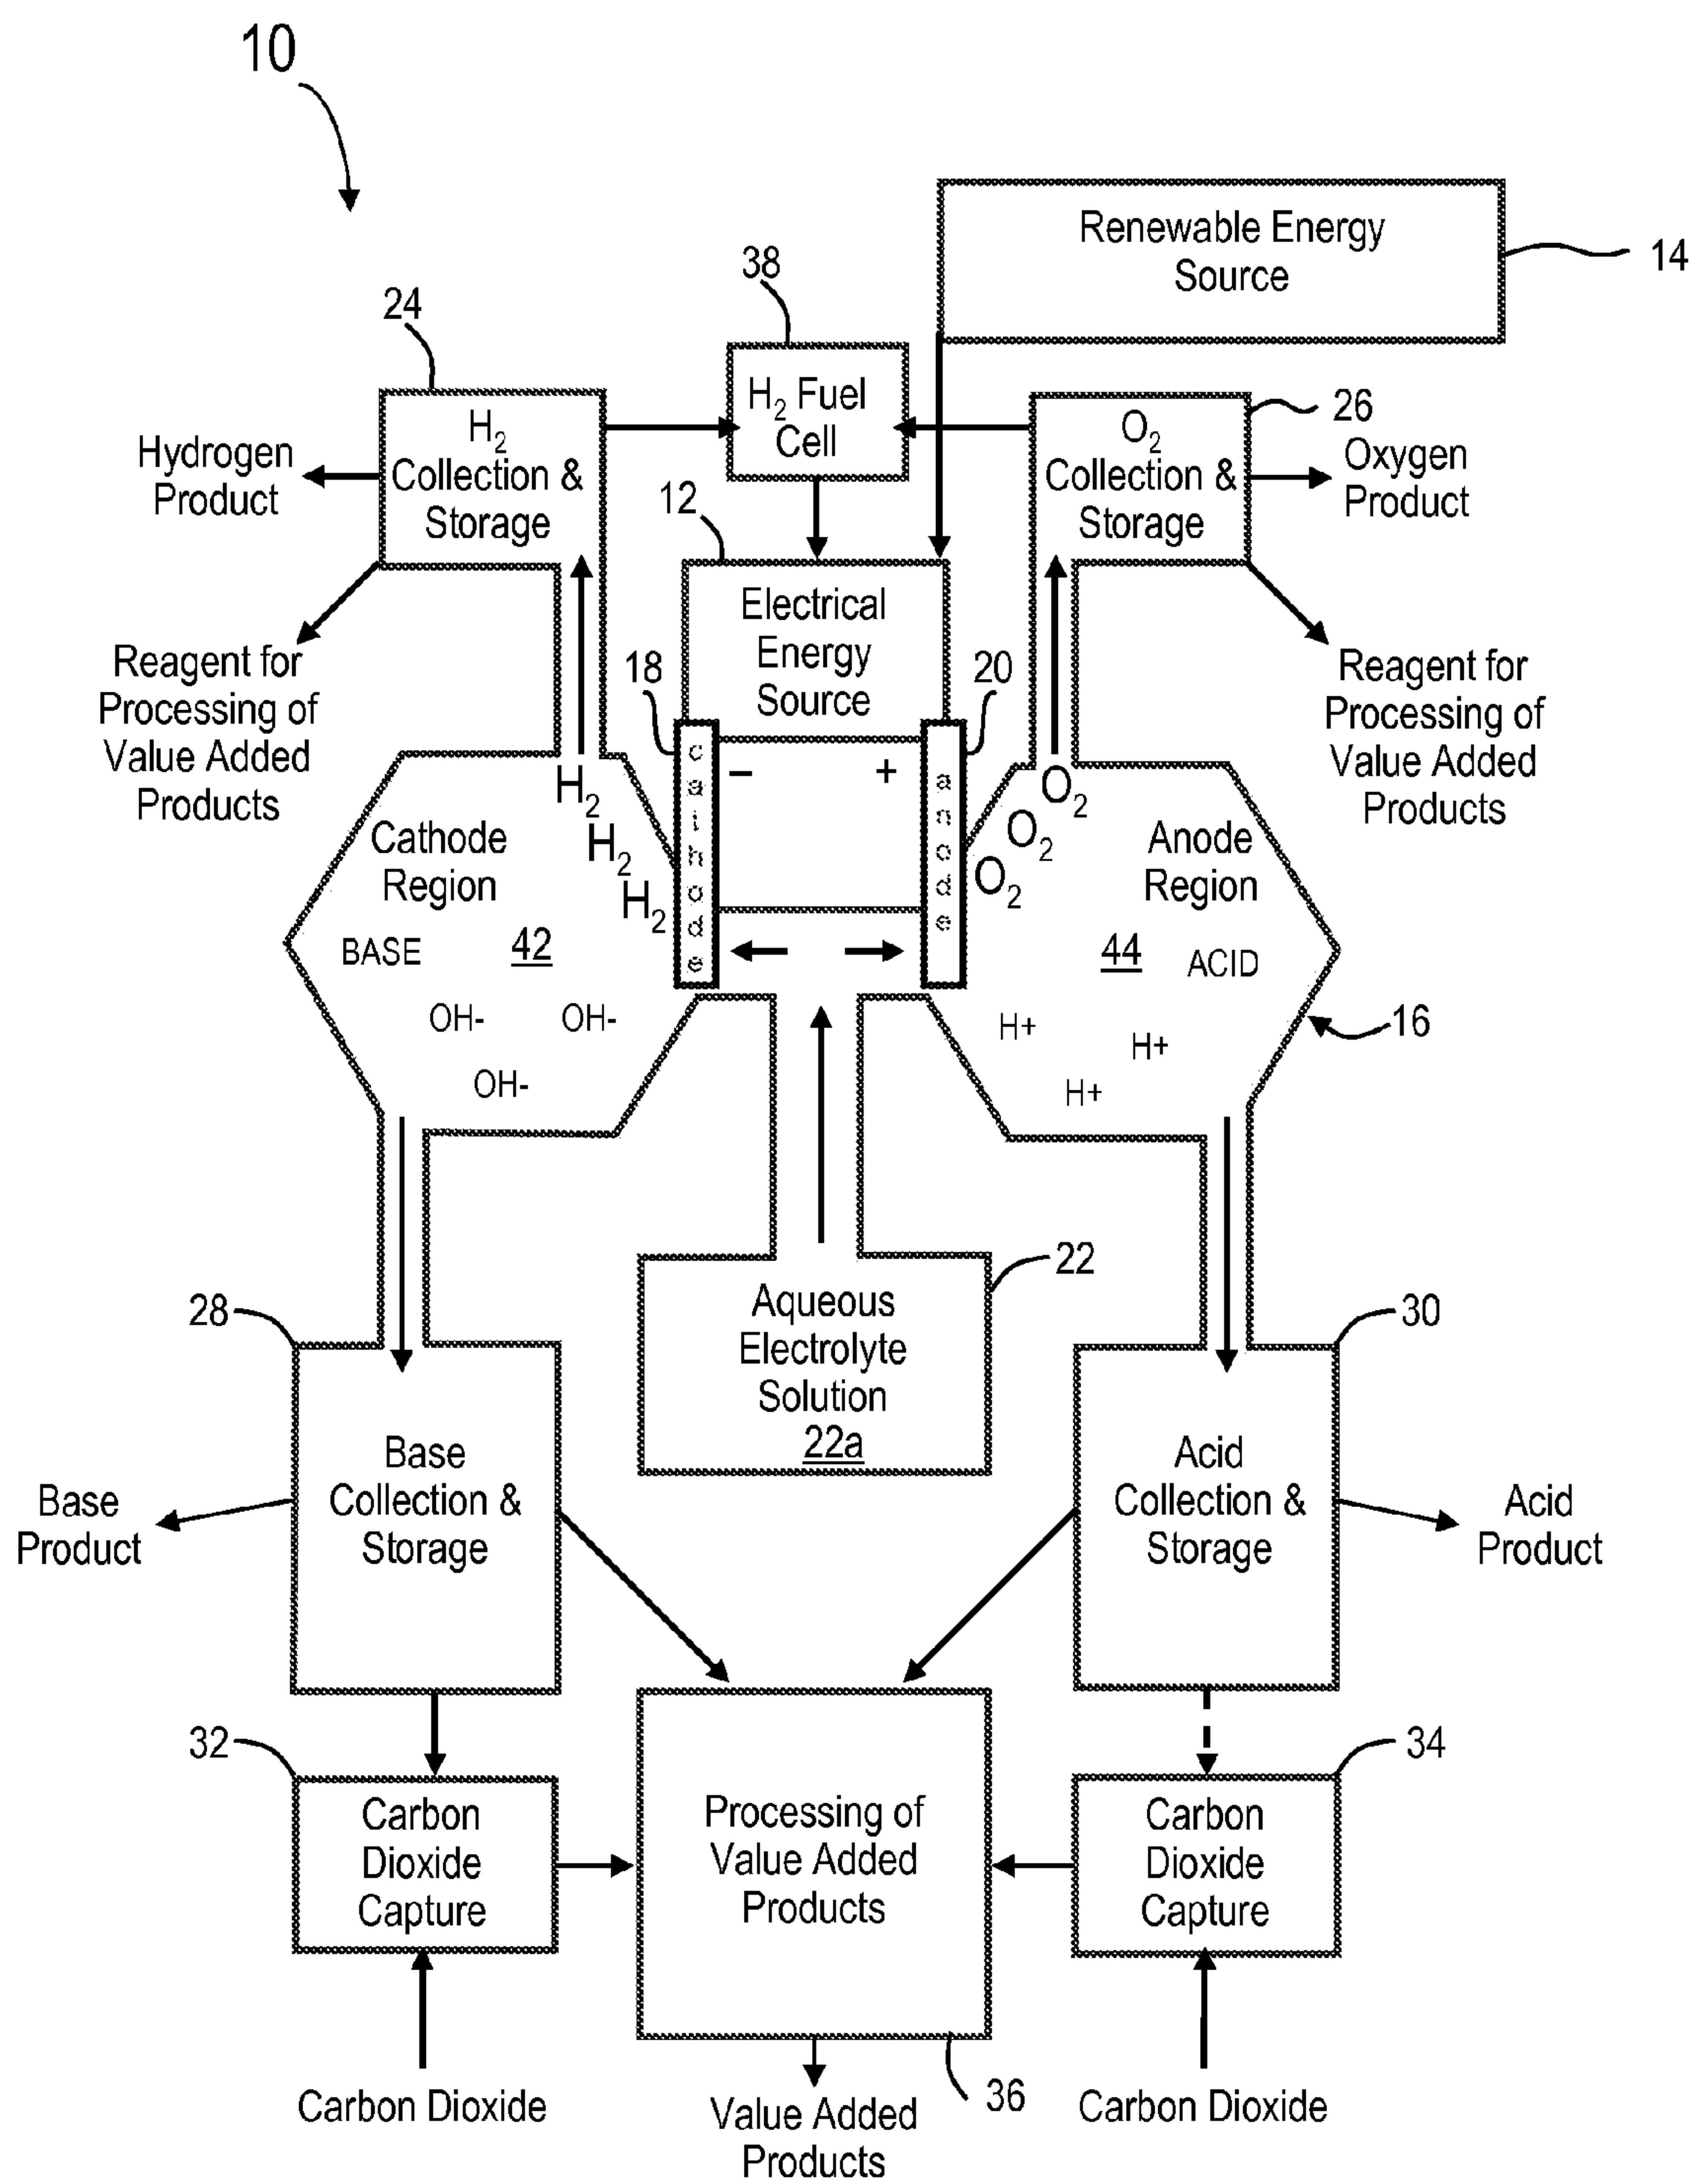 10
Renewable Energy
Source
14
38
24
H2 Fuel
Cell
26
H2
Collection &
Storage
O2
Collection &
Storage
Hydrogen
Product
Oxygen
Product
12
Electrical
Energy
Source
18
20
Reagent for
Processing of
Value Added
Products
Reagent for
Processing of
Value Added
Products
caihode
anode
− +
H2
H2
H2
O2
O2
O2
Cathode
Region
BASE
42
OH-
OH-
OH-
Anode
Region
44
ACID
H+
H+
H+
16
22
Aqueous
Electrolyte
Solution
22a
28
30
Base
Collection &
Storage
Acid
Collection &
Storage
Base
Product
Acid
Product
32
34
Carbon
Dioxide
Capture
Processing of
Value Added
Products
Carbon
Dioxide
Capture
36
Carbon Dioxide
Value Added
Products
Carbon Dioxide